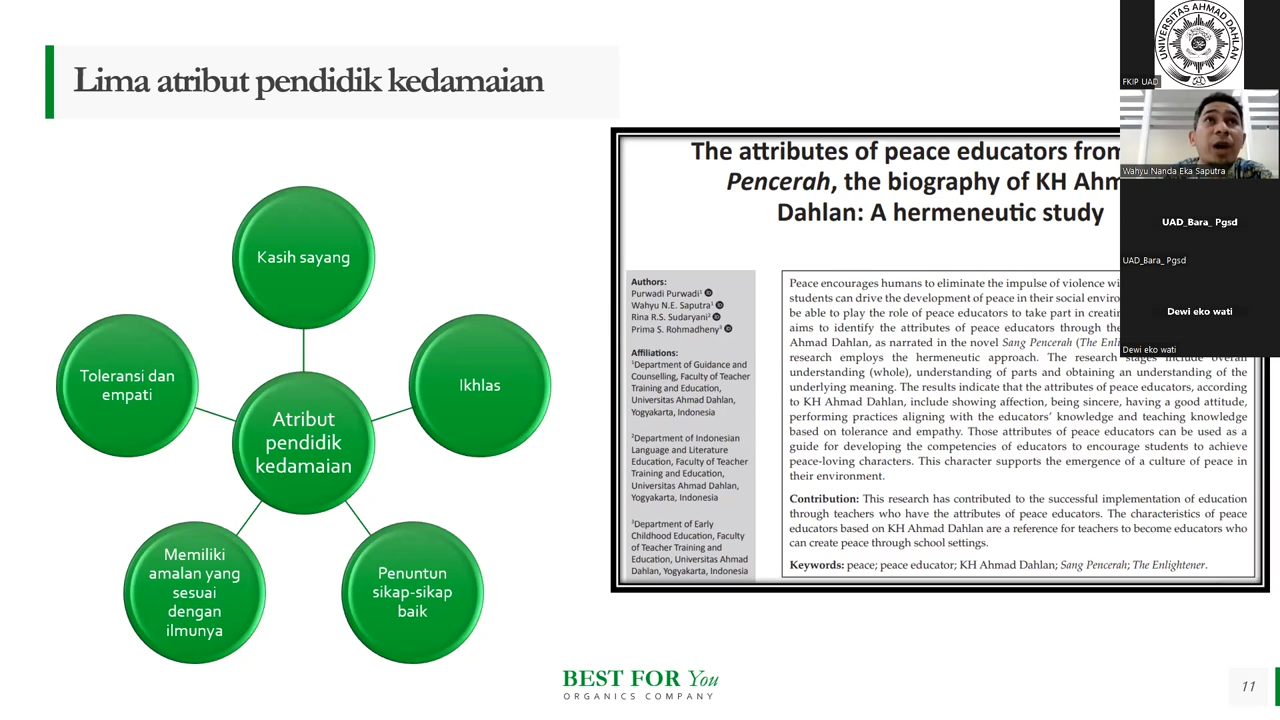 Lima atribut pendidik kedamaian
Kasih sayang
Toleransi dan
empati
Ikhlas
Atribut
pendidik
kedamaian
Memiliki
amalan yang
sesuai
dengan
ilmunya
Penuntun
sikap-sikap
baik
The attributes of peace educators from
Pencerah, the biography of KH Ahm
Dahlan: A hermeneutic study
Authors:
Purwadi Purwadi¹
Wahyu N.E. Saputra¹
Rina R.S. Sudaryani²
Prima S. Rohmadheny³
Affiliations:
¹Department of Guidance and
Counselling, Faculty of Teacher
Training and Education,
Universitas Ahmad Dahlan,
Yogyakarta, Indonesia
²Department of Indonesian
Language and Literature
Education, Faculty of Teacher
Training and Education,
Universitas Ahmad Dahlan,
Yogyakarta, Indonesia
³Department of Early
Childhood Education, Faculty
of Teacher Training and
Education, Universitas Ahmad
Dahlan, Yogyakarta, Indonesia
Peace encourages humans to eliminate the impulse of violence wi
students can drive the development of peace in their social enviro
be able to play the role of peace educators to take part in creatin
aims to identify the attributes of peace educators through the
Ahmad Dahlan, as narrated in the novel Sang Pencerah (The Enli
research employs the hermeneutic approach. The research stages include overall
understanding (whole), understanding of parts and obtaining an understanding of the
underlying meaning. The results indicate that the attributes of peace educators, according
to KH Ahmad Dahlan, include showing affection, being sincere, having a good attitude,
performing practices aligning with the educators' knowledge and teaching knowledge
based on tolerance and empathy. Those attributes of peace educators can be used as a
guide for developing the competencies of educators to encourage students to achieve
peace-loving characters. This character supports the emergence of a culture of peace in
their environment.
Contribution: This research has contributed to the successful implementation of education
through teachers who have the attributes of peace educators. The characteristics of peace
educators based on KH Ahmad Dahlan are a reference for teachers to become educators who
can create peace through school settings.
Keywords: peace; peace educator; KH Ahmad Dahlan; Sang Pencerah; The Enlightener.
UNIVERSITAS AHMAD DAHLAN
FKIP UAD
Wahyu Nanda Eka Saputra
UAD_Bara_ Pgsd
UAD_Bara_ Pgsd
Dewi eko wati
Dewi eko wati
BEST FOR You
ORGANICS COMPANY
11